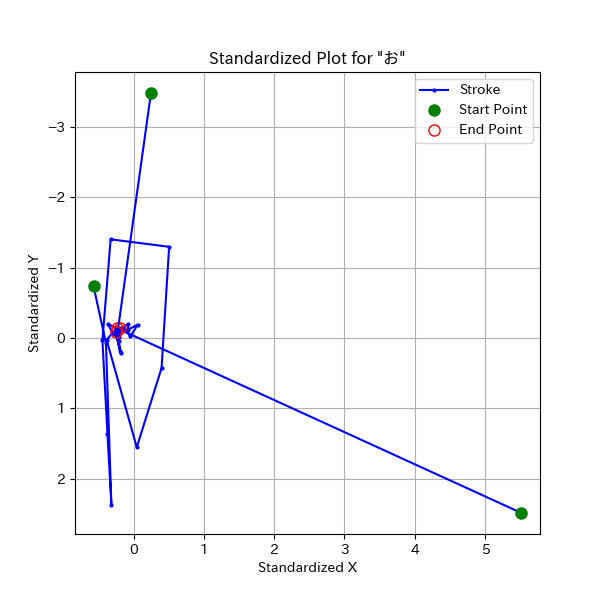 Standardized Plot for "お"
Stroke
Start Point
End Point
−3
−2
−1
0
1
2
Standardized Y
0 1 2 3 4 5
Standardized X